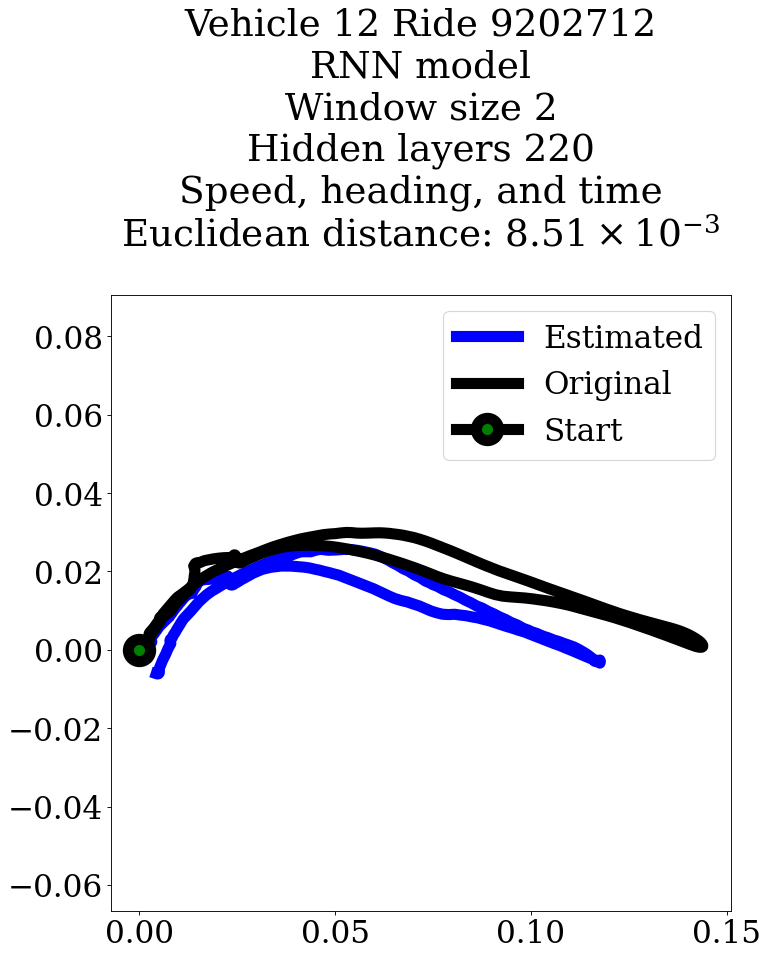 Vehicle 12 Ride 9202712
RNN model
Window size 2
Hidden layers 220
Speed, heading, and time
Euclidean distance: 8.51 × 10⁻³
Estimated
Original
Start
0.08
0.06
0.04
0.02
0.00
−0.02
−0.04
−0.06
0.00 0.05 0.10 0.15